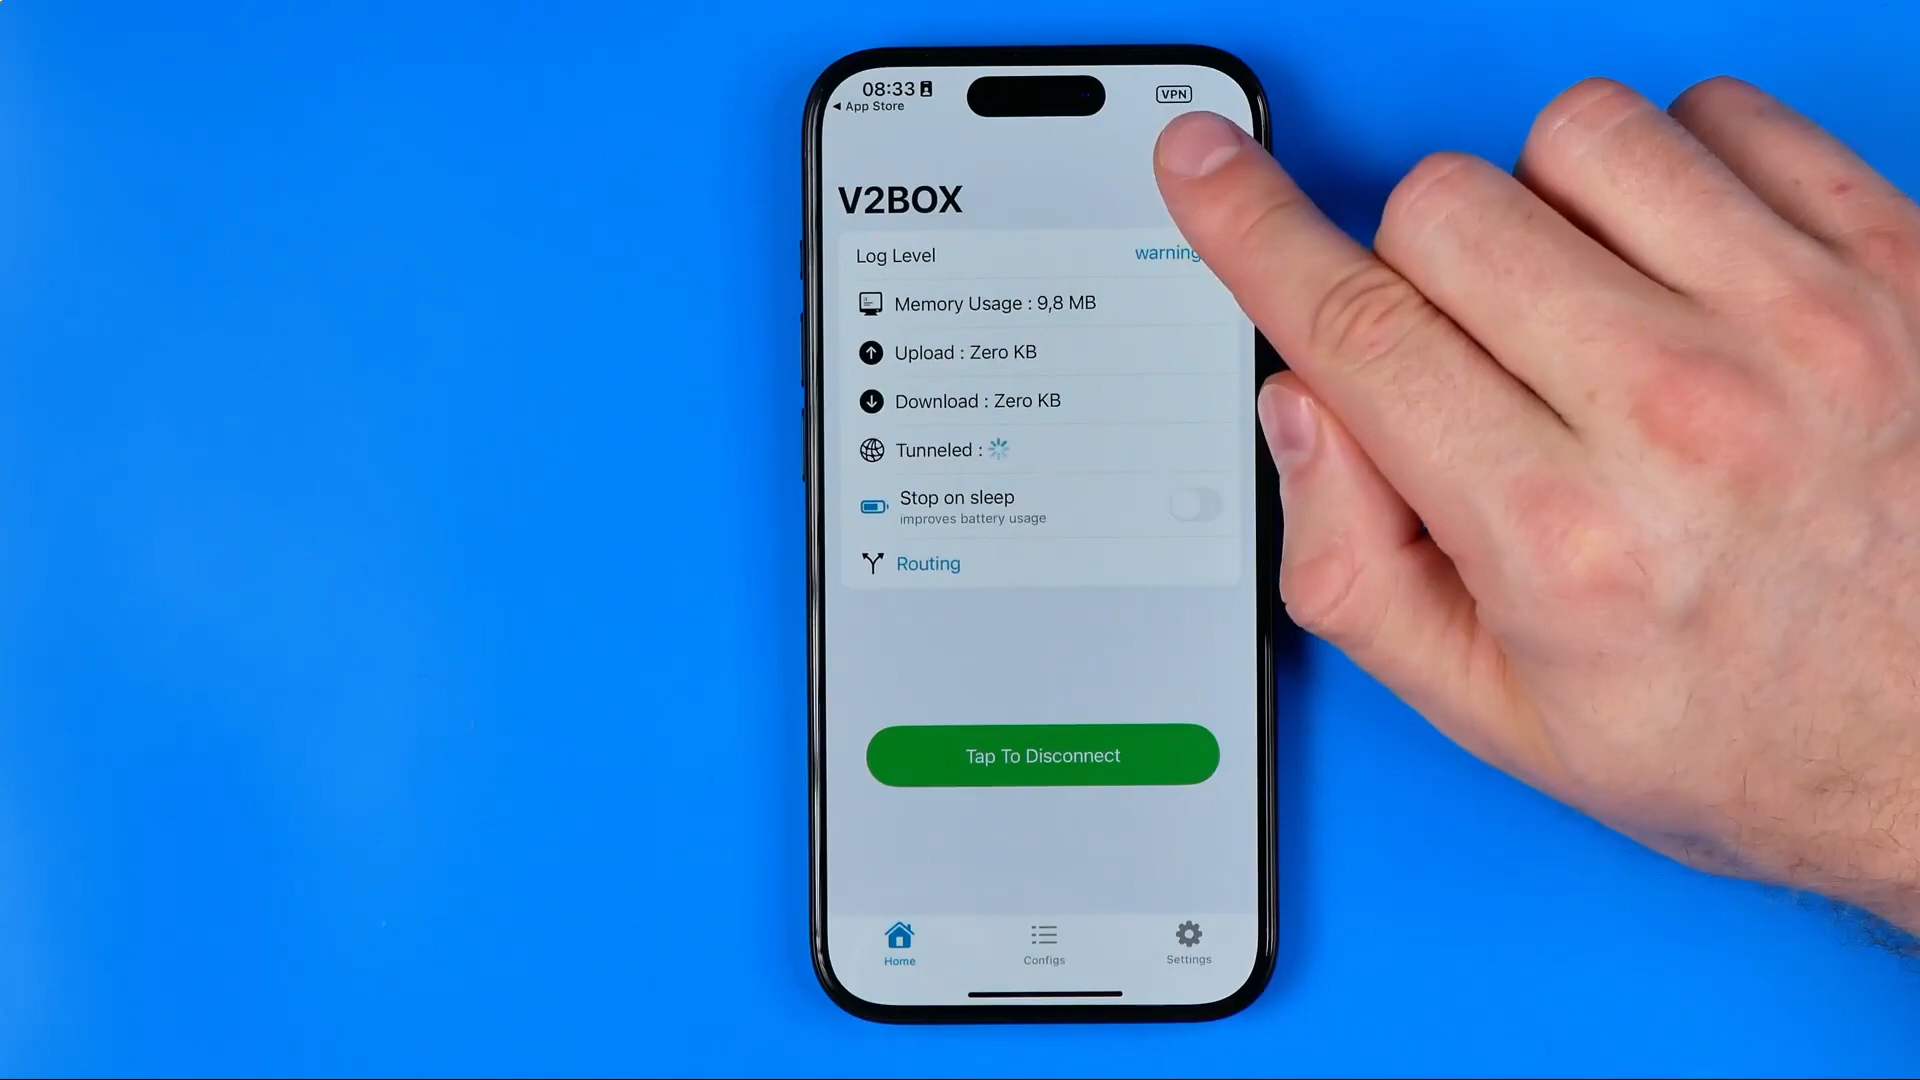 08:33
VPN
◀ App Store
V2BOX
Log Level
warning
Memory Usage : 9,8 MB
Upload : Zero KB
Download : Zero KB
Tunneled :
Stop on sleep
improves battery usage
Routing
Tap To Disconnect
Home
Configs
Settings